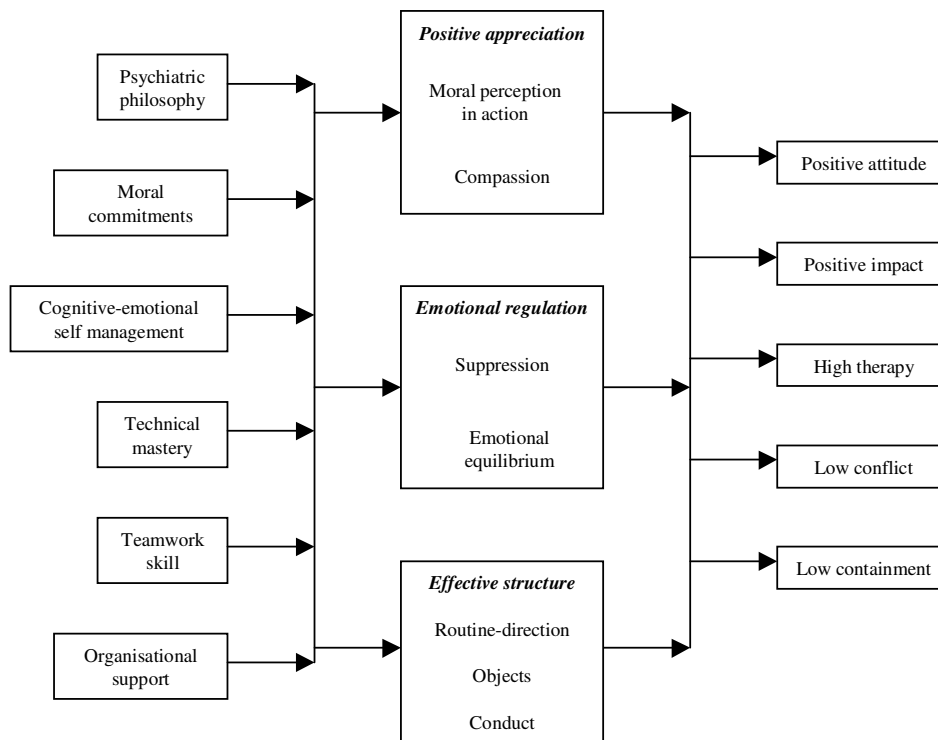 Psychiatric
philosophy
Moral
commitments
Cognitive-emotional
self management
Technical
mastery
Teamwork
skill
Organisational
support
Positive appreciation
Moral perception
in action
Compassion
Emotional regulation
Suppression
Emotional
equilibrium
Effective structure
Routine-direction
Objects
Conduct
Positive attitude
Positive impact
High therapy
Low conflict
Low containment